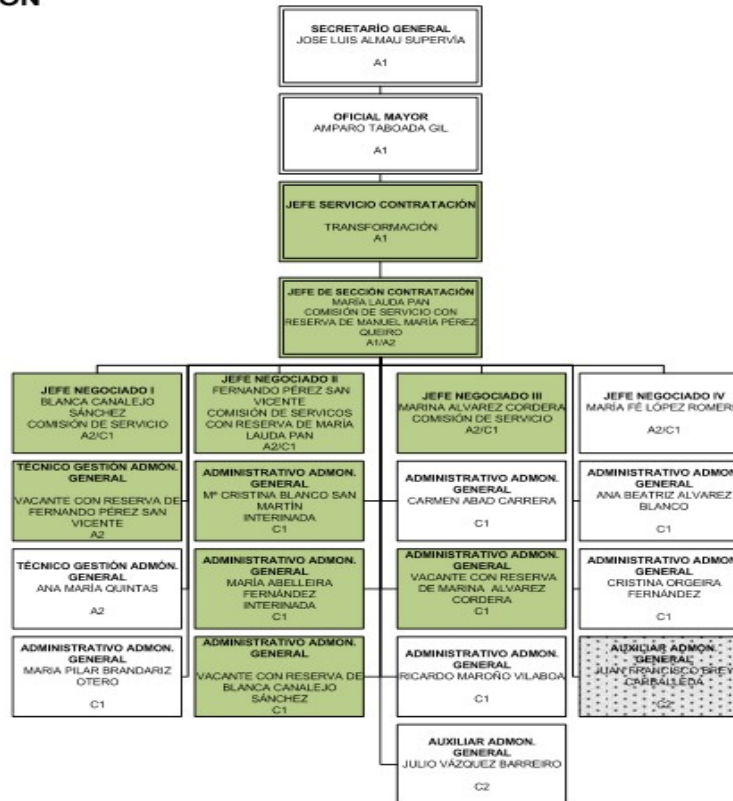 SECRETARIO GENERAL
JOSE LUIS ALMAU SUPERVÍA
A1
OFICIAL MAYOR
AMPARO TABOADA GIL
A1
JEFE SERVICIO CONTRATACIÓN
TRANSFORMACIÓN
A1
JEFE DE SECCIÓN CONTRATACIÓN
MARÍA LAUDA PAN
COMISIÓN DE SERVICIO CON
RESERVA DE MANUEL MARÍA PÉREZ
QUEIRO
A1/A2
JEFE NEGOCIADO I
BLANCA CANALEJO
SÁNCHEZ
COMISIÓN DE SERVICIO
A2/C1
JEFE NEGOCIADO II
FERNANDO PÉREZ SAN
VICENTE
COMISIÓN DE SERVICOS
CON RESERVA DE MARÍA
LAUDA PAN
A2/C1
JEFE NEGOCIADO III
MARINA ALVAREZ CORDERA
COMISIÓN DE SERVICIO
A2/C1
JEFE NEGOCIADO IV
MARÍA FÉ LÓPEZ ROMER
A2/C1
TÉCNICO GESTIÓN ADMÓN.
GENERAL
VACANTE CON RESERVA DE
FERNANDO PÉREZ SAN
VICENTE
A2
ADMINISTRATIVO ADMON.
GENERAL
Mª CRISTINA BLANCO SAN
MARTÍN
INTERINADA
C1
ADMINISTRATIVO ADMON.
GENERAL
CARMEN ABAD CARRERA
C1
ADMINISTRATIVO ADMON
GENERAL
ANA BEATRIZ ALVAREZ
BLANCO
C1
TÉCNICO GESTIÓN ADMÓN.
GENERAL
ANA MARÍA QUINTAS
A2
ADMINISTRATIVO ADMON.
GENERAL
MARÍA ABELLEIRA
FERNÁNDEZ
INTERINADA
C1
ADMINISTRATIVO ADMON.
GENERAL
VACANTE CON RESERVA
DE MARINA ALVAREZ
CORDERA
C1
ADMINISTRATIVO ADMON
GENERAL
CRISTINA ORGEIRA
FERNÁNDEZ
C1
ADMINISTRATIVO ADMON.
GENERAL
MARIA PILAR BRANDARIZ
OTERO
C1
ADMINISTRATIVO ADMON.
GENERAL
VACANTE CON RESERVA DE
BLANCA CANALEJO
SÁNCHEZ
C1
ADMINISTRATIVO ADMON.
GENERAL
RICARDO MAROÑO VILABOA
C1
AUXILIAR ADMON.
GENERAL
JUAN FRANCISCO BREY
CARBALLEDA
C2
AUXILIAR ADMON.
GENERAL
JULIO VÁZQUEZ BARREIRO
C2